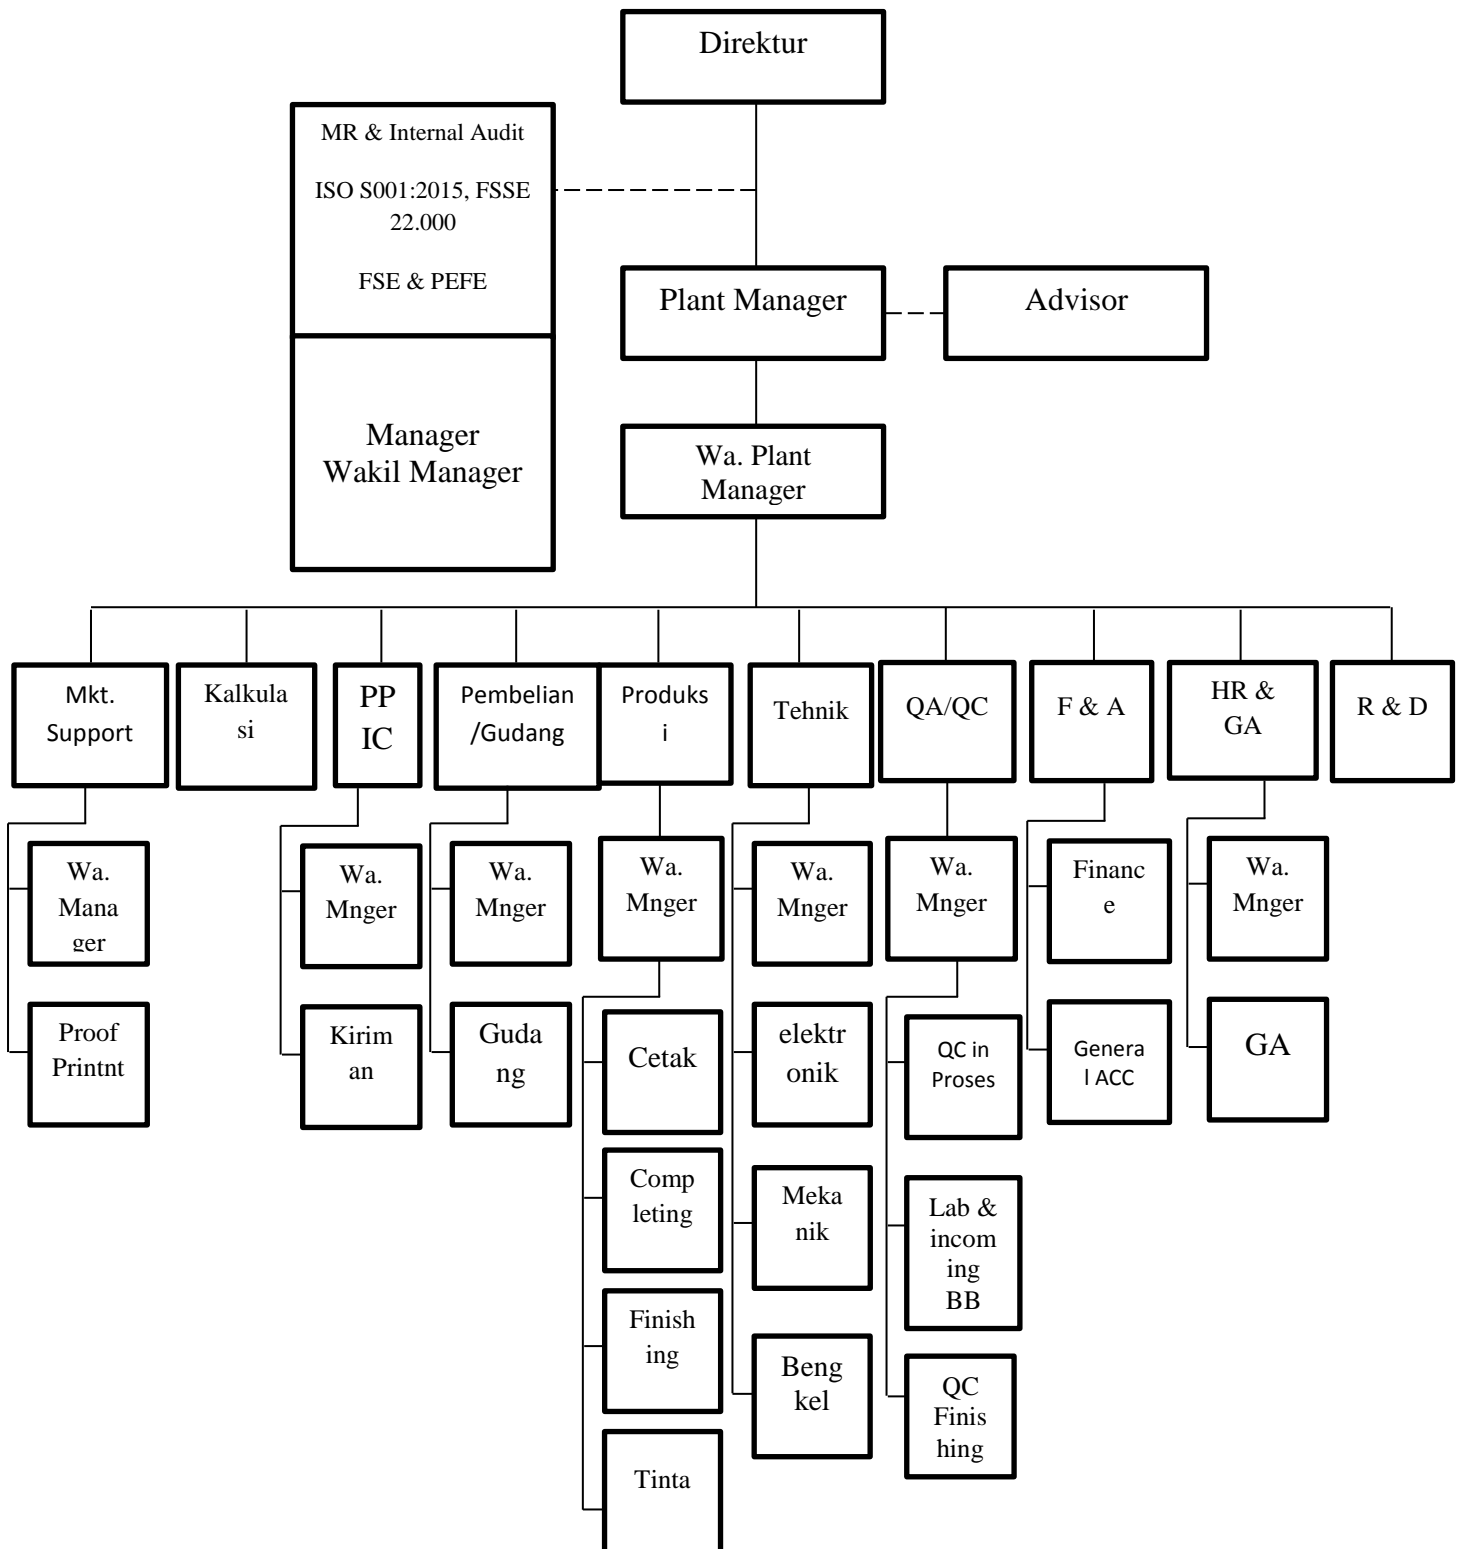 Direktur
MR & Internal Audit
ISO S001:2015, FSSE
22.000
FSE & PEFE
Plant Manager
Advisor
Manager
Wakil Manager
Wa. Plant
Manager
Mkt.
Support
Kalkula
si
PP
IC
Pembelian
/Gudang
Produks
i
Tehnik
QA/QC
F & A
HR &
GA
R & D
Wa.
Mana
ger
Wa.
Mnger
Wa.
Mnger
Wa.
Mnger
Wa.
Mnger
Wa.
Mnger
Financ
e
Wa.
Mnger
Proof
Printnt
Kirim
an
Guda
ng
Cetak
elektr
onik
QC in
Proses
Genera
l ACC
GA
Comp
leting
Meka
nik
Lab &
incom
ing
BB
Finish
ing
Beng
kel
QC
Finis
hing
Tinta